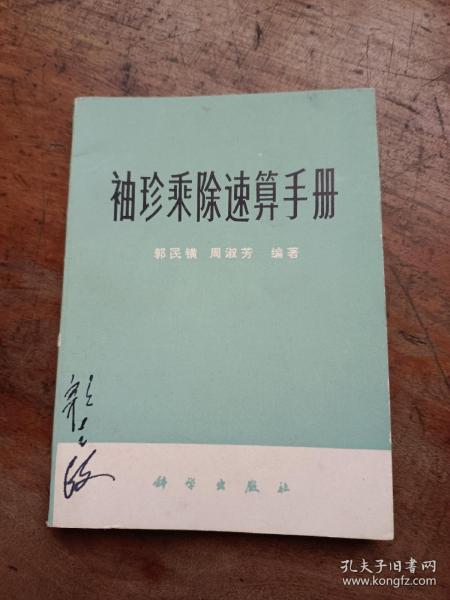 袖珍乘除速算手册
郭民横 周淑芳 编著
科学出版社
孔夫子旧书网
www.kongfz.com